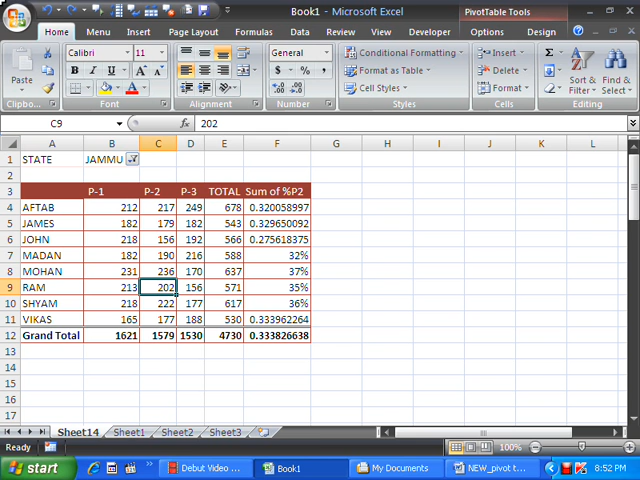 Book1 - Microsoft Excel PivotTable Tools
Home Insert Page Layout Formulas Data Review View Developer Options Design
Calibri 11 General Conditional Formatting Insert Σ
Paste B I U A A $ % , Format as Table Delete Sort & Filter Find & Select
A Cell Styles Format
Clipbo... Font Alignment Number Styles Cells Editing
C9 fx 202
A B C D E F G H I J K L
1 STATE JAMMU
2
3 P-1 P-2 P-3 TOTAL Sum of %P2
4 AFTAB 212 217 249 678 0.320058997
5 JAMES 182 179 182 543 0.329650092
6 JOHN 218 156 192 566 0.275618375
7 MADAN 182 190 216 588 32%
8 MOHAN 231 236 170 637 37%
9 RAM 213 202 156 571 35%
10 SHYAM 218 222 177 617 36%
11 VIKAS 165 177 188 530 0.333962264
12 Grand Total 1621 1579 1530 4730 0.333826638
13
14
15
16
17
Sheet14 Sheet1 Sheet2 Sheet3
Ready 100%
start Debut Video ... Book1 My Documents NEW_pivot t... 8:52 PM